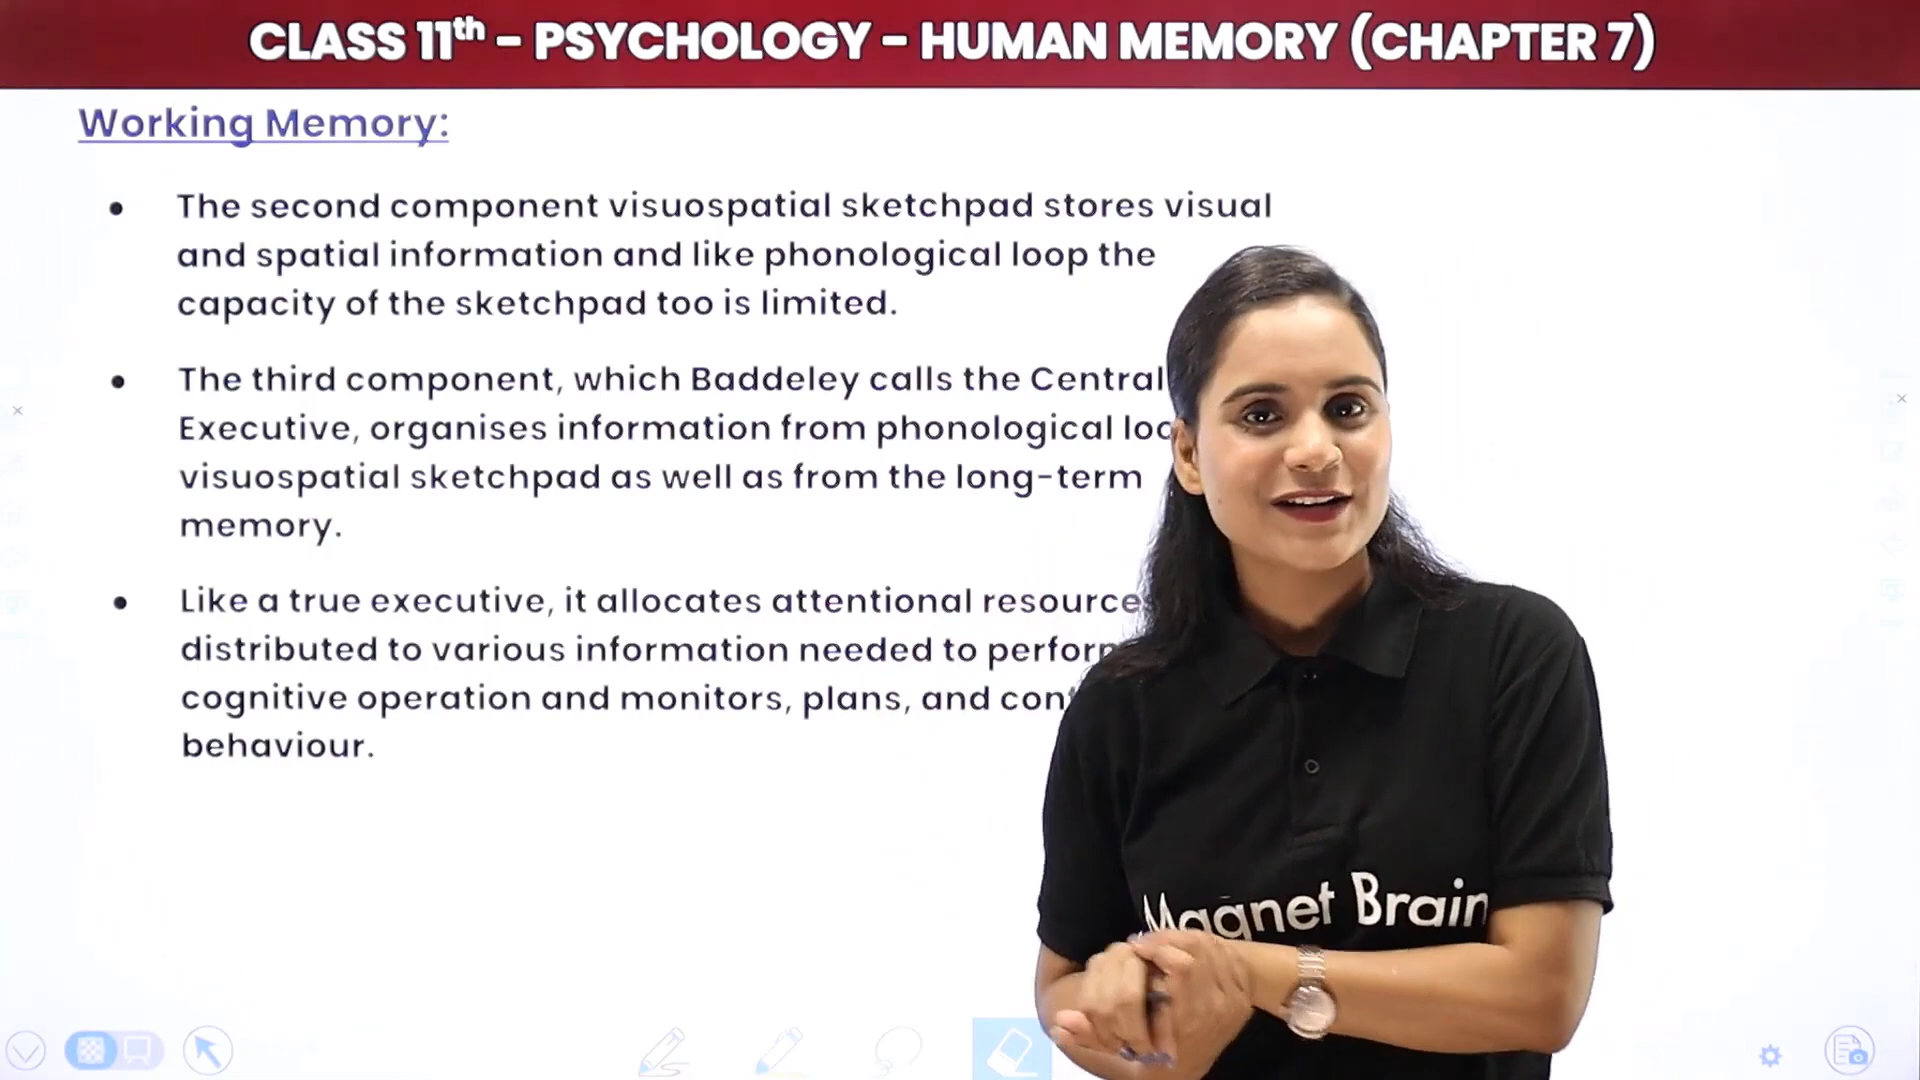 CLASS 11th - PSYCHOLOGY - HUMAN MEMORY (CHAPTER 7)
Working Memory:
• The second component visuospatial sketchpad stores visual
and spatial information and like phonological loop the
capacity of the sketchpad too is limited.
• The third component, which Baddeley calls the Central
Executive, organises information from phonological
visuospatial sketchpad as well as from the long-term
memory.
• Like a true executive, it allocates attentional resources
distributed to various information needed to perform
cognitive operation and monitors, plans, and
behaviour.
Magnet Brain